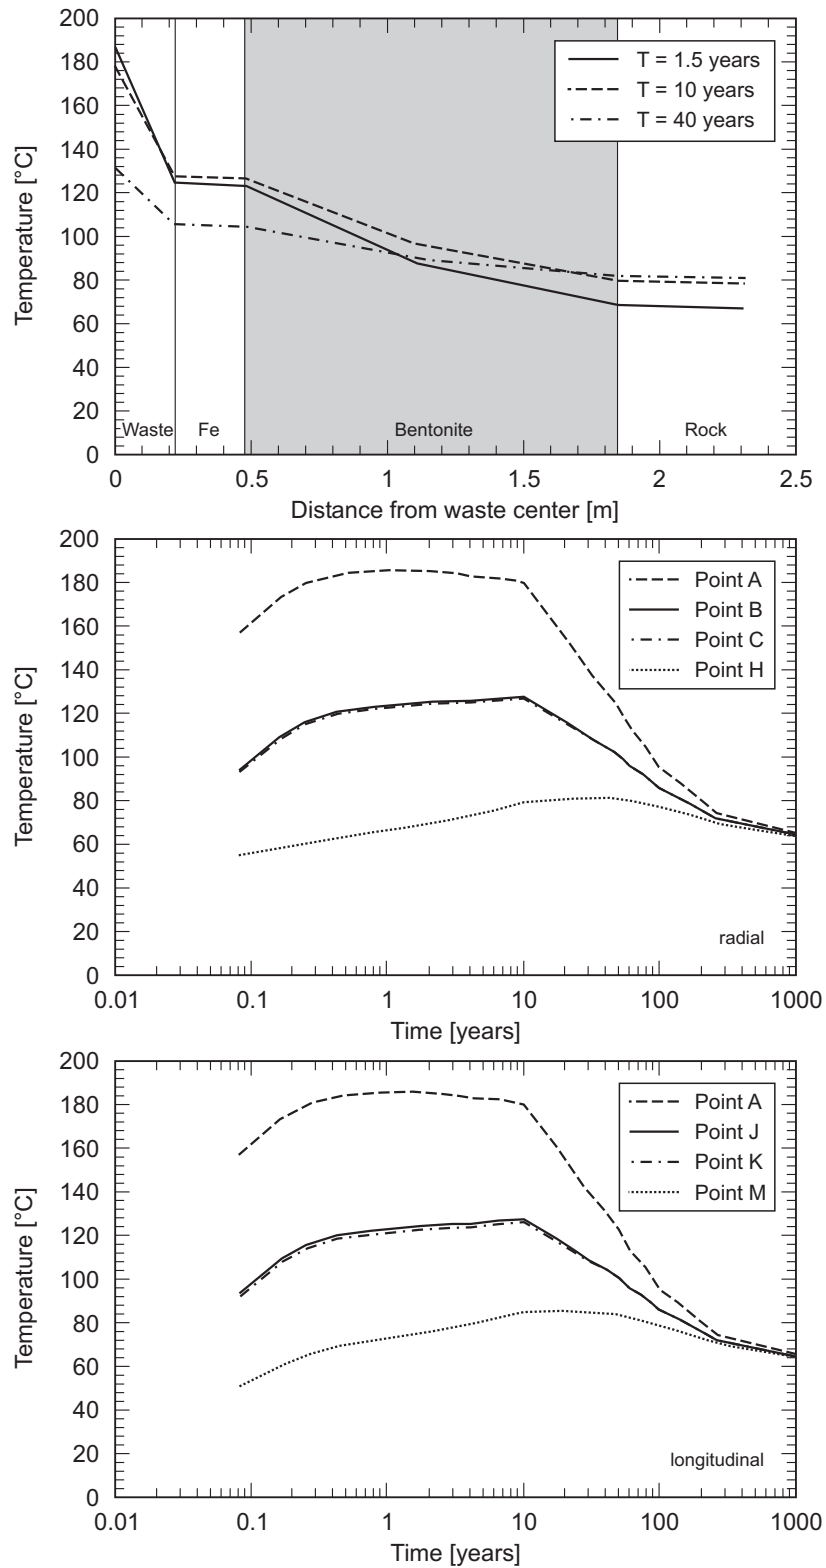 200
180
160
140
120
100
80
60
40
20
0
Temperature [°C]
T = 1.5 years
T = 10 years
T = 40 years
Waste
Fe
Bentonite
Rock
0 0.5 1 1.5 2 2.5
Distance from waste center [m]
200
180
160
140
120
100
80
60
40
20
0
Temperature [°C]
Point A
Point B
Point C
Point H
radial
0.01 0.1 1 10 100 1000
Time [years]
200
180
160
140
120
100
80
60
40
20
0
Temperature [°C]
Point A
Point J
Point K
Point M
longitudinal
0.01 0.1 1 10 100 1000
Time [years]